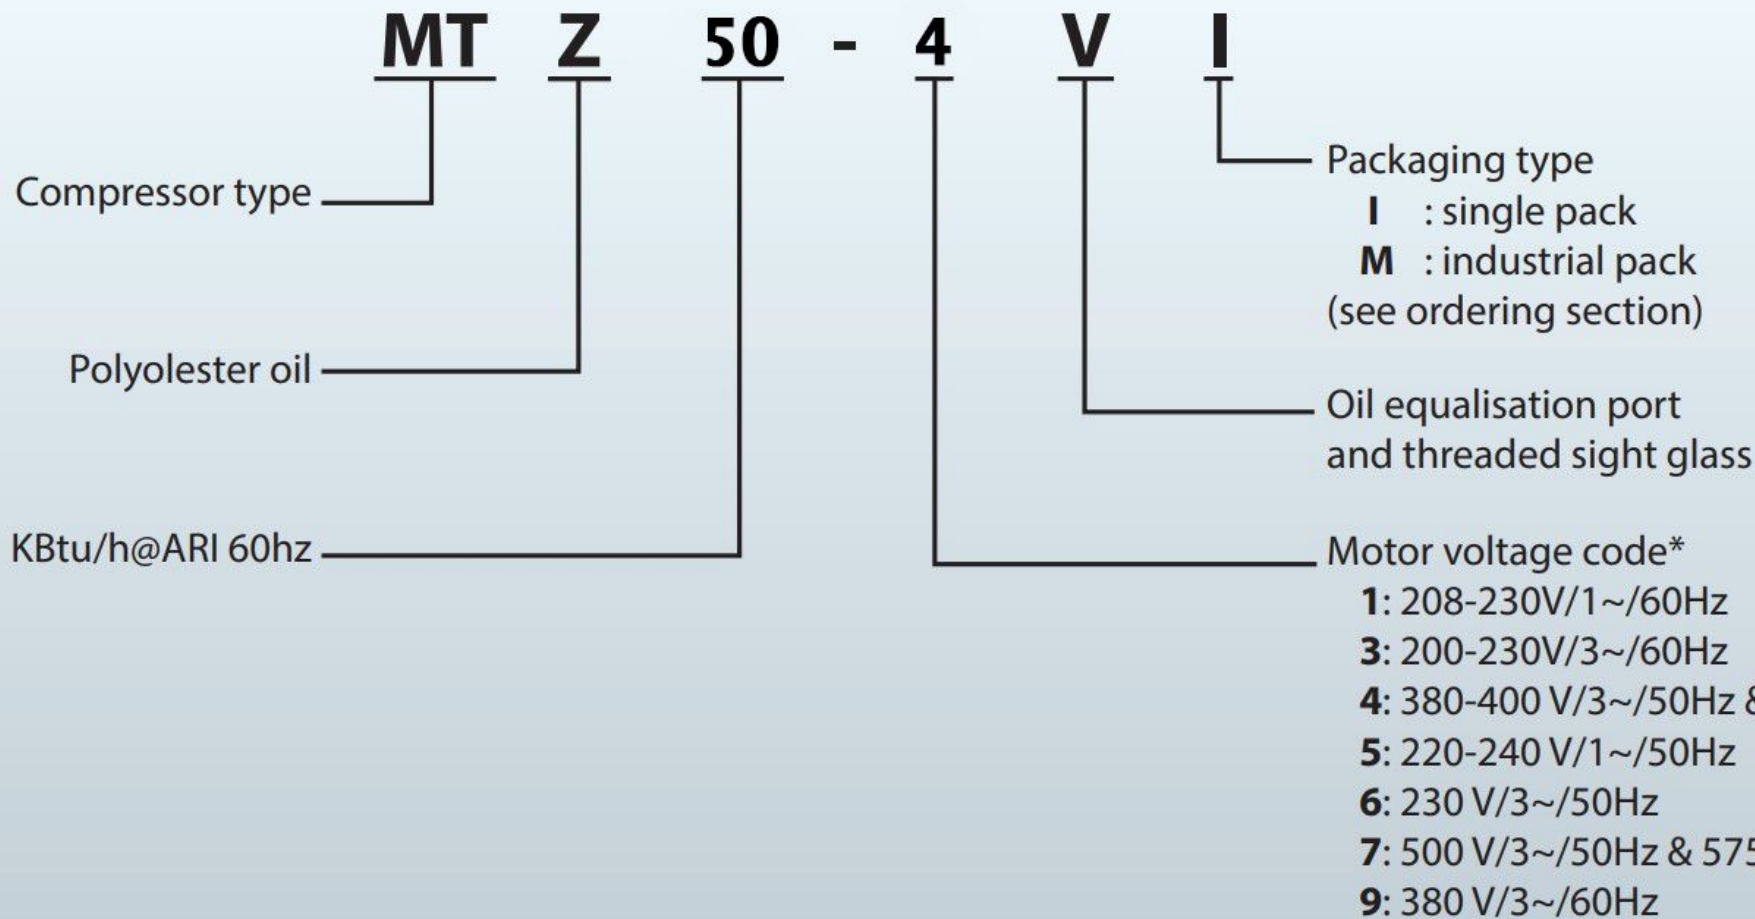 MT Z 50 - 4 V I
Compressor type
Polyolester oil
KBtu/h@ARI 60hz
Packaging type
I : single pack
M : industrial pack
(see ordering section)
Oil equalisation port
and threaded sight glass
Motor voltage code*
1: 208-230V/1~/60Hz
3: 200-230V/3~/60Hz
4: 380-400 V/3~/50Hz &
5: 220-240 V/1~/50Hz
6: 230 V/3~/50Hz
7: 500 V/3~/50Hz & 575
9: 380 V/3~/60Hz